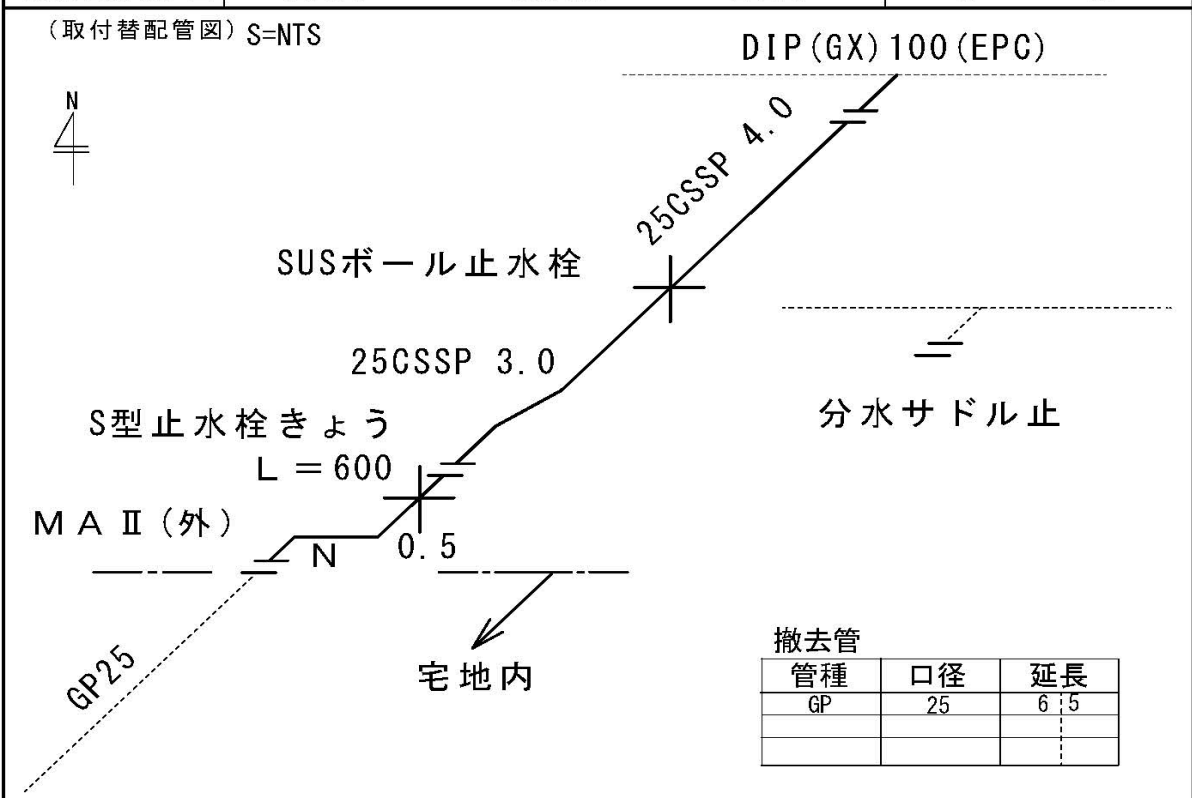 (取付替配管図) S=NTS
DIP(GX)100(EPC)
N
25CSSP 4.0
SUSボール止水栓
25CSSP 3.0
分水サドル止
S型止水栓きょう
L=600
MAⅡ(外)
N
0.5
GP25
宅地内
撤去管
管種 口径 延長
GP 25 6 5